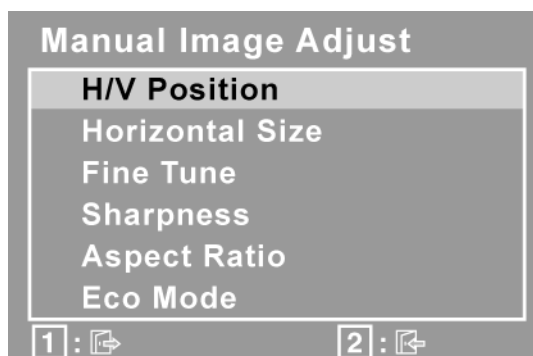 Manual Image Adjust
H/V Position
Horizontal Size
Fine Tune
Sharpness
Aspect Ratio
Eco Mode
1 : 2 :